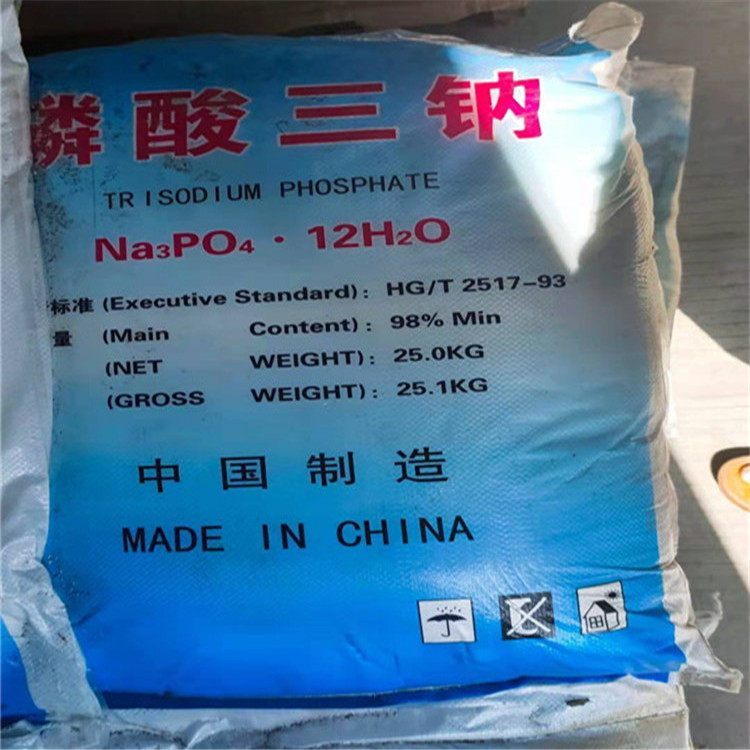 磷酸三钠
TRISODIUM PHOSPHATE
Na₃PO₄ · 12H₂O
标准 (Executive Standard): HG/T 2517-93
量 (Main Content): 98% Min
(NET WEIGHT): 25.0KG
(GROSS WEIGHT): 25.1KG
中国制造
MADE IN CHINA